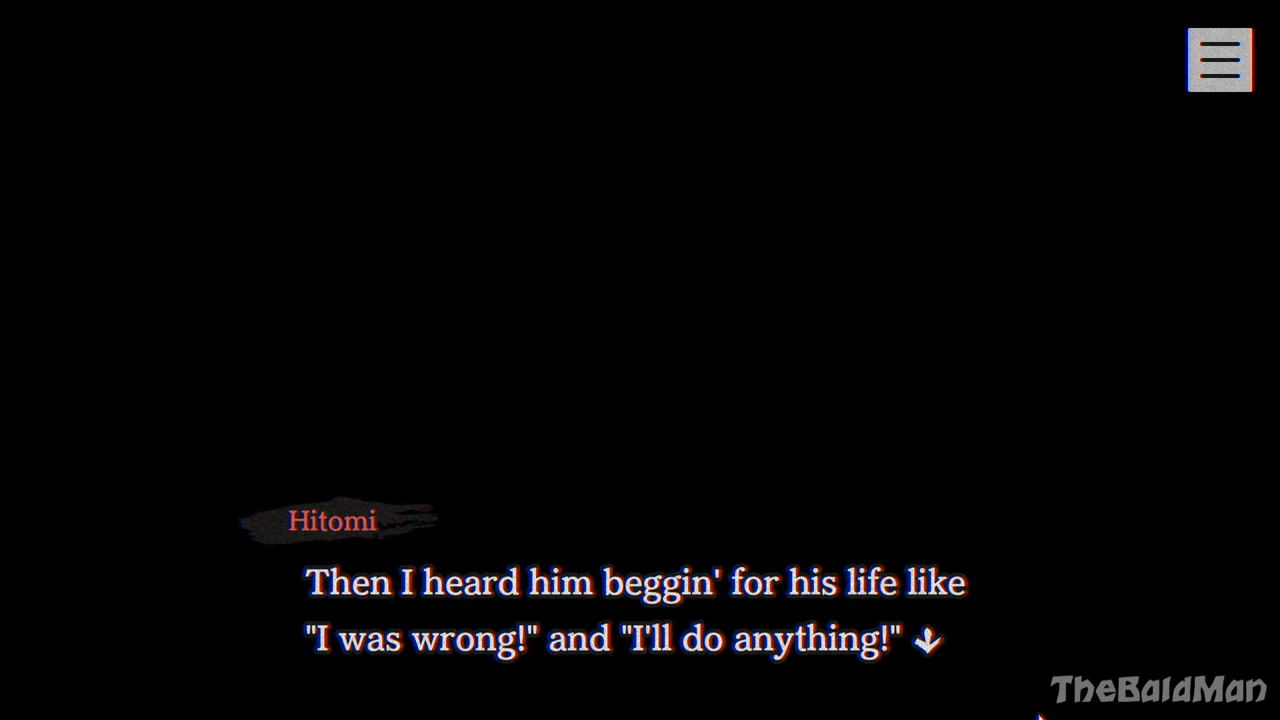 Hitomi
Then I heard him beggin' for his life like
"I was wrong!" and "I'll do anything!"
TheBaldMan